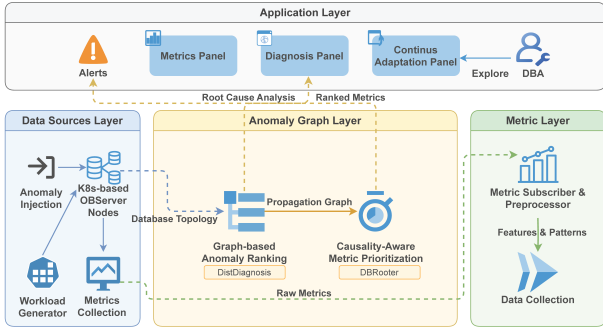 Application Layer
Alerts
Metrics Panel
Diagnosis Panel
Continus
Adaptation Panel
Explore
DBA
Root Cause Analysis
Ranked Metrics
Data Sources Layer
Anomaly Graph Layer
Metric Layer
Anomaly
Injection
K8s-based
OBServer
Nodes
Database Topology
Propagation Graph
Metric Subscriber &
Preprocessor
Features & Patterns
Graph-based
Anomaly Ranking
DistDiagnosis
Causality-Aware
Metric Prioritization
DBRooter
Workload
Generator
Metrics
Collection
Raw Metrics
Data Collection